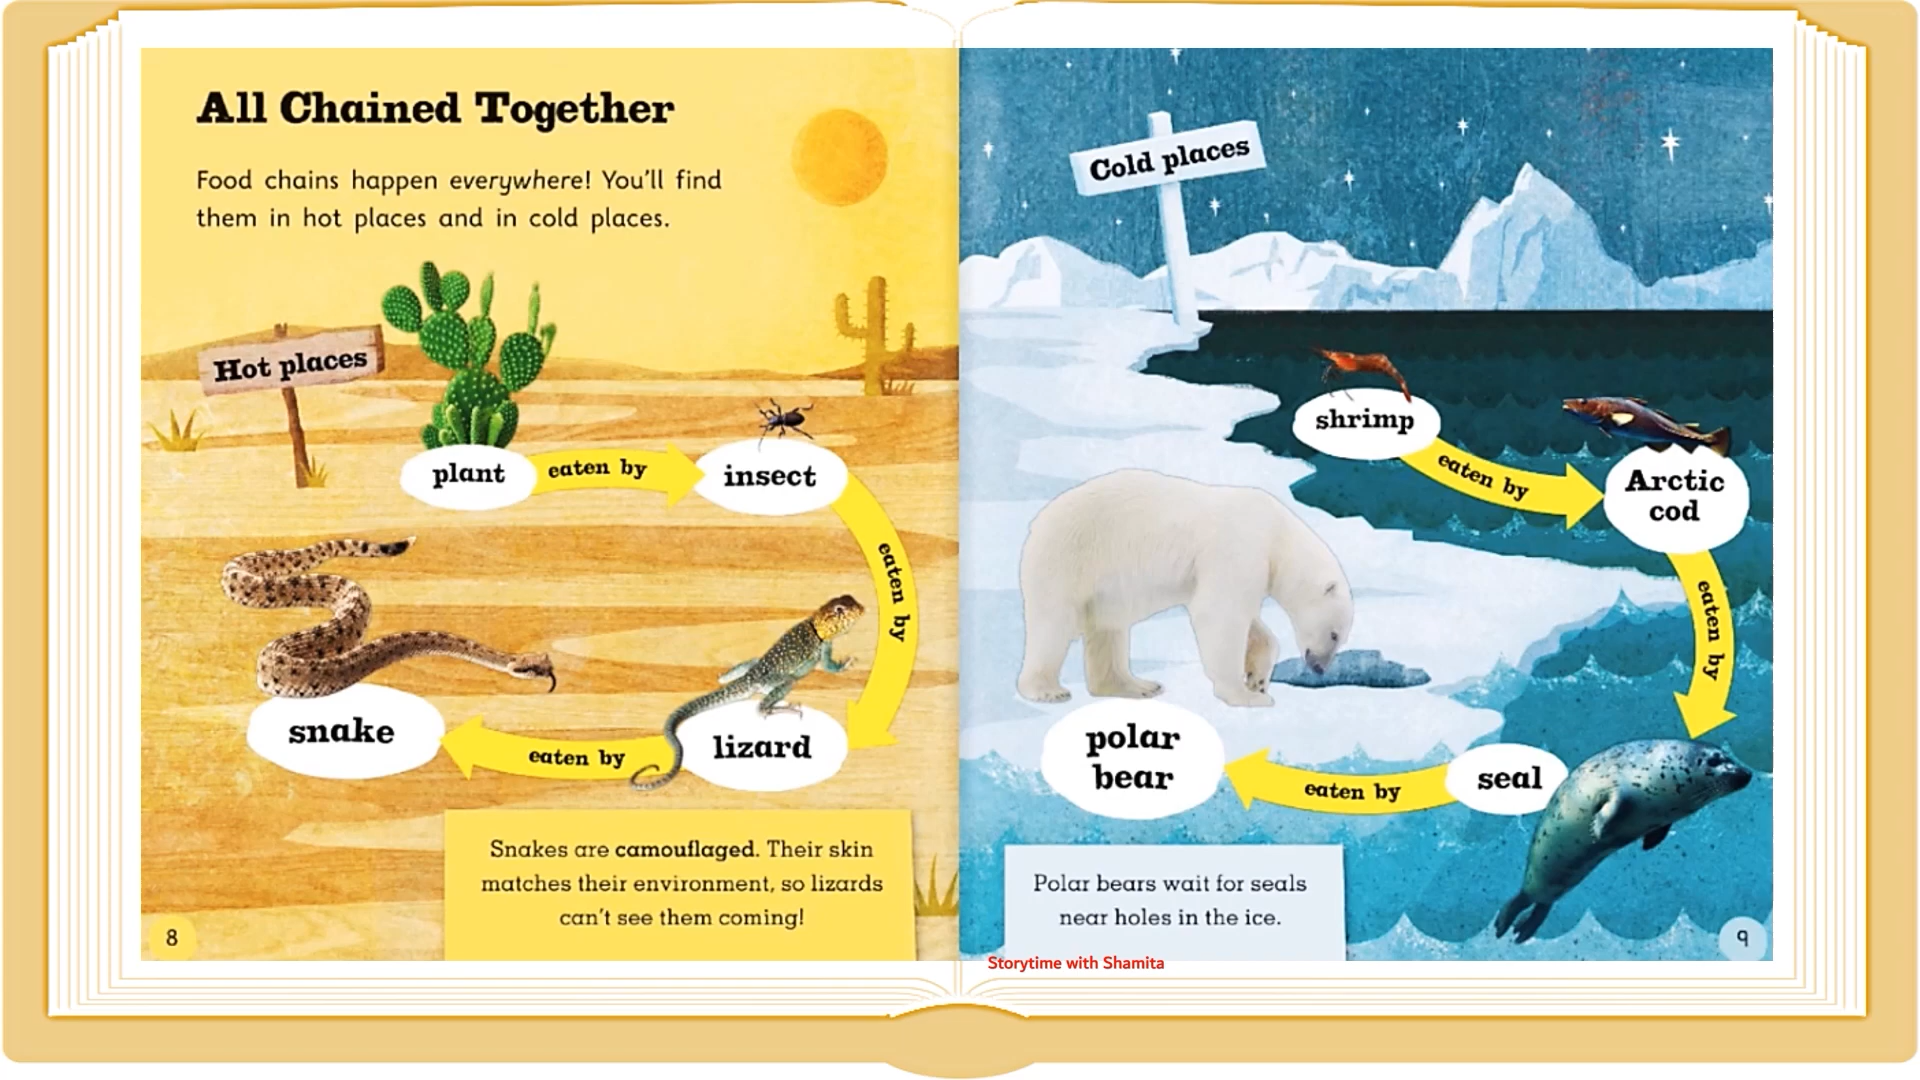 All Chained Together
Food chains happen everywhere! You'll find
them in hot places and in cold places.
Hot places
plant
eaten by
insect
eaten by
lizard
eaten by
snake
Snakes are camouflaged. Their skin
matches their environment, so lizards
can't see them coming!
8
Cold places
shrimp
eaten by
Arctic
cod
eaten by
seal
eaten by
polar
bear
Polar bears wait for seals
near holes in the ice.
9
Storytime with Shamita